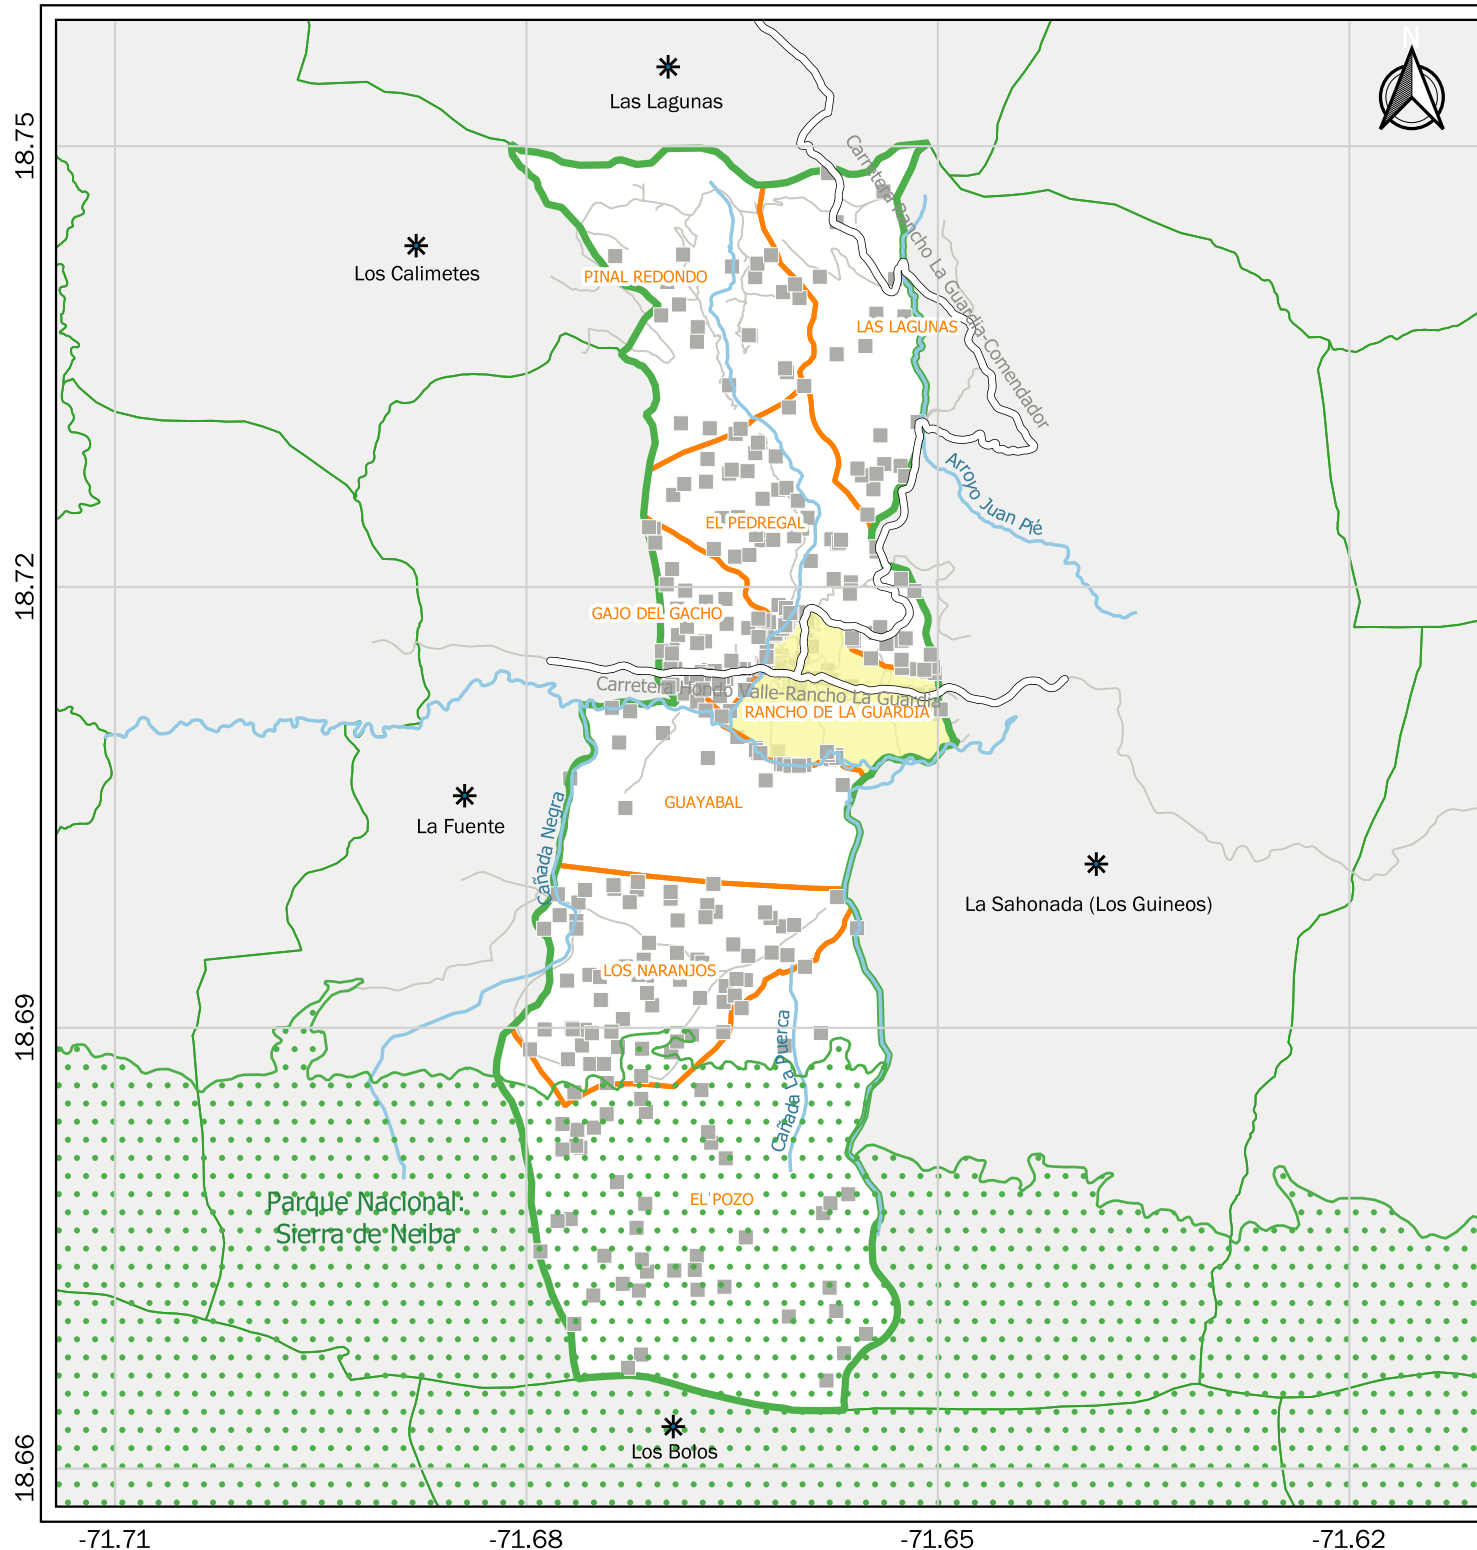 N
Las Lagunas
18.75
Carretera Rancho La Guardia-Comendador
Los Calimetes
PINAL REDONDO
LAS LAGUNAS
Arroyo Juan Pié
EL PEDREGAL
18.72
GAJO DEL GACHO
Carretera Hondo Valle-Rancho La Guardia
RANCHO DE LA GUARDIA
GUAYABAL
La Fuente
Cañada Negra
La Sahonada (Los Guineos)
LOS NARANJOS
18.69
Cañada La Puerca
Parque Nacional:
Sierra de Neiba
EL POZO
Los Bolos
18.66
-71.71
-71.68
-71.65
-71.62